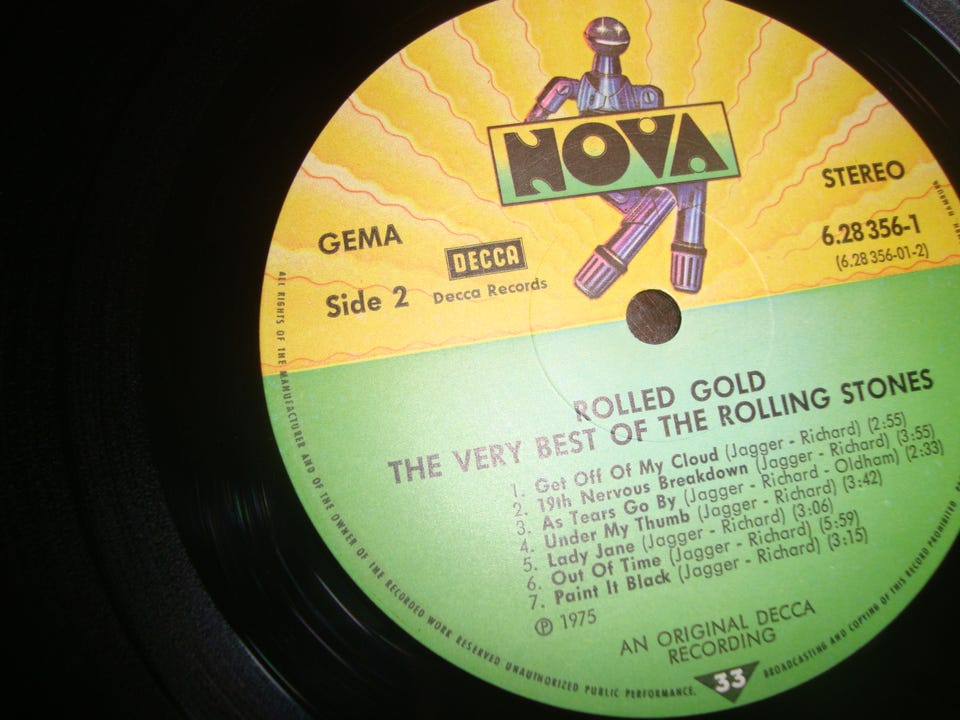 NOVA
STEREO
GEMA
6.28 356-1
(6.28 356-01-2)
DECCA
Side 2
Decca Records
ROLLED GOLD
THE VERY BEST OF THE ROLLING STONES
1. Get Off Of My Cloud (Jagger - Richard) (2:55)
2. 19th Nervous Breakdown (Jagger - Richard) (3:55)
3. As Tears Go By (Jagger - Richard - Oldham) (2:33)
4. Under My Thumb (Jagger - Richard) (3:42)
5. Lady Jane (Jagger - Richard) (3:06)
6. Out Of Time (Jagger - Richard) (5:59)
7. Paint It Black (Jagger - Richard) (3:15)
℗ 1975
AN ORIGINAL DECCA
RECORDING
33
ALL RIGHTS OF THE MANUFACTURER AND OF THE OWNER OF THE RECORDED WORK RESERVED UNAUTHORIZED PUBLIC PERFORMANCE, BROADCASTING AND COPYING OF THIS RECORD PROHIBITED
HAMBURG